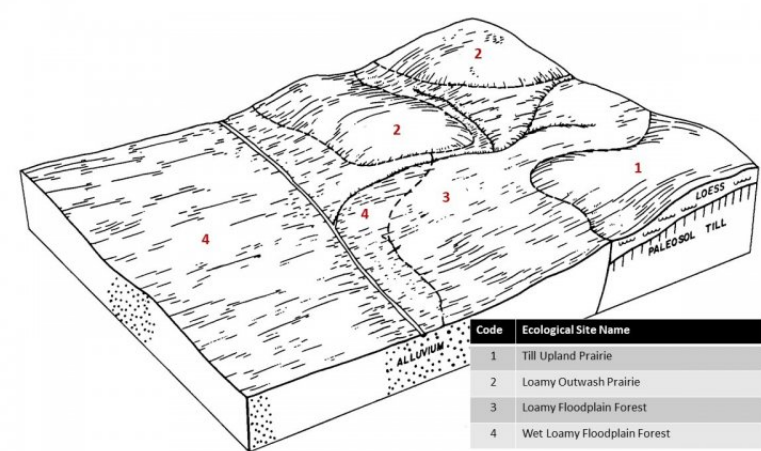 2
2
1
4
3
4
LOESS
PALEOSOL TILL
ALLUVIUM
Code Ecological Site Name
1 Till Upland Prairie
2 Loamy Outwash Prairie
3 Loamy Floodplain Forest
4 Wet Loamy Floodplain Forest